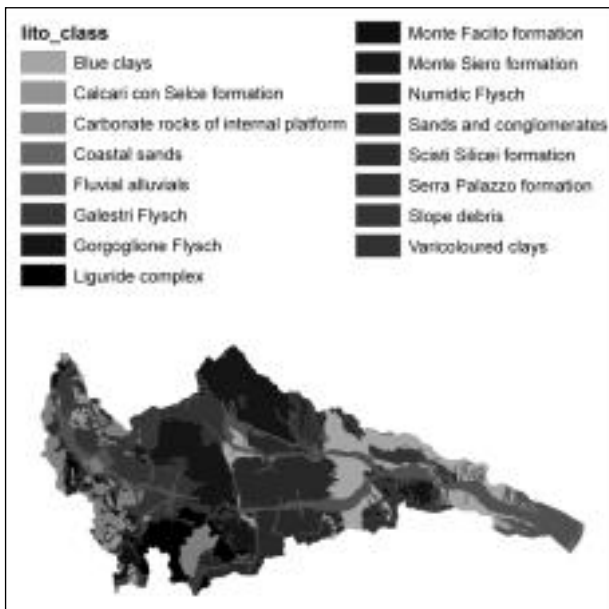 lito_class
Blue clays
Calcari con Selce formation
Carbonate rocks of internal platform
Coastal sands
Fluvial alluvials
Galestri Flysch
Gorgoglione Flysch
Liguride complex
Monte Facito formation
Monte Siero formation
Numidic Flysch
Sands and conglomerates
Scisti Silicei formation
Serra Palazzo formation
Slope debris
Varicoloured clays